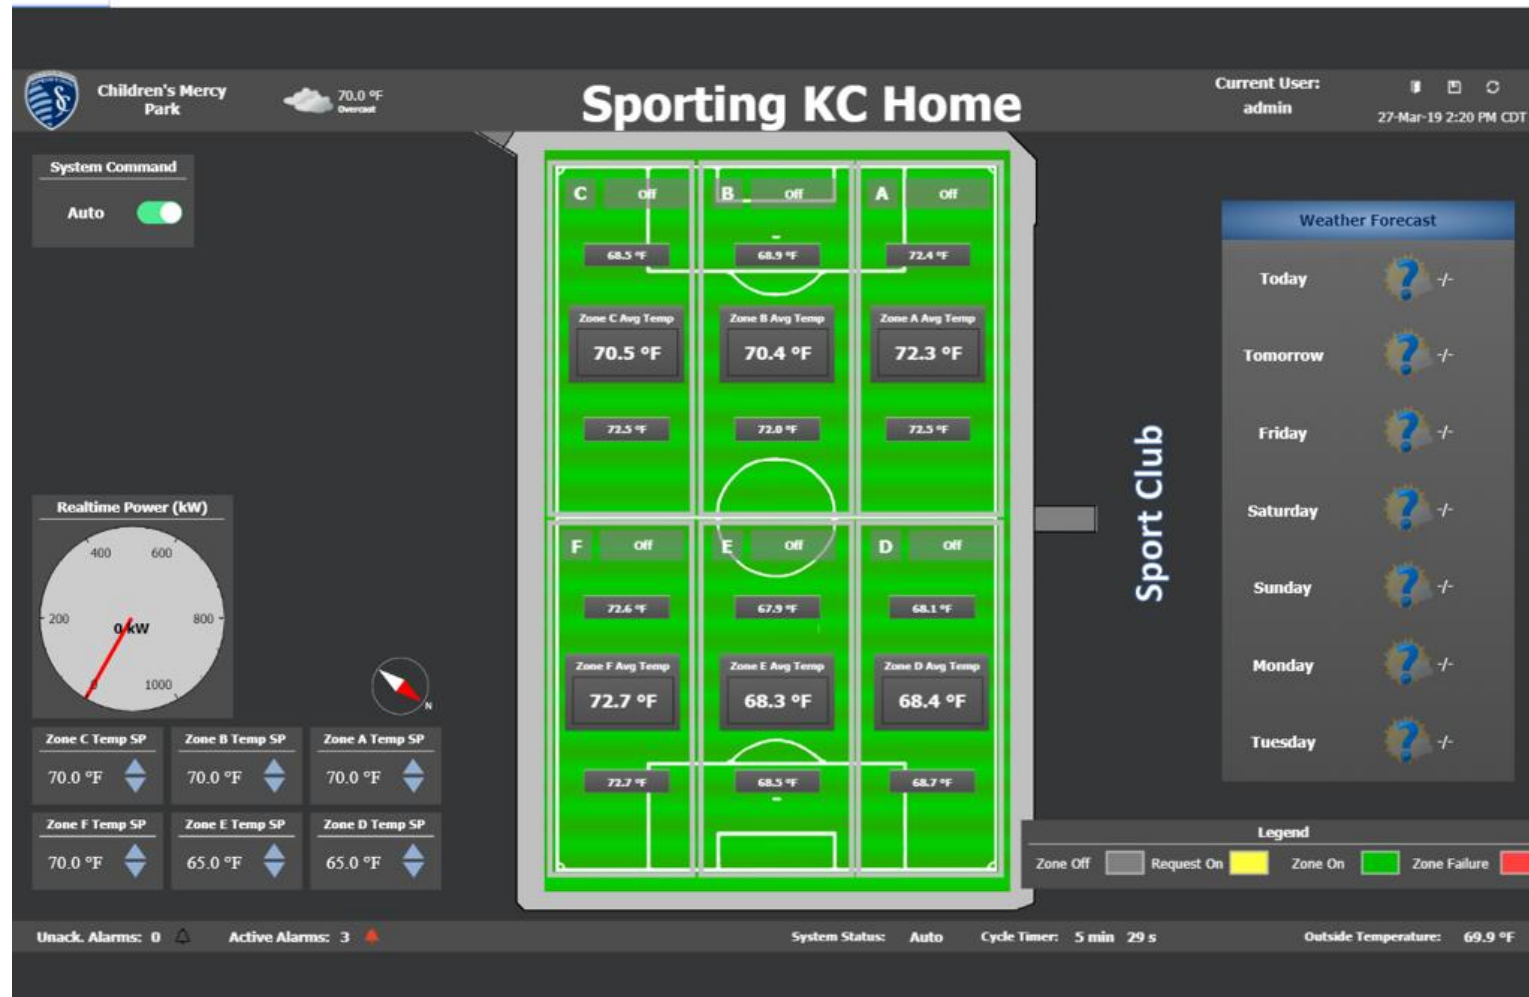 Children's Mercy
Park
70.0 °F
Overcast
Sporting KC Home
Current User:
admin
27-Mar-19 2:20 PM CDT
System Command
Auto
C Off
B Off
A Off
68.5 °F
68.9 °F
72.4 °F
Zone C Avg Temp
70.5 °F
Zone B Avg Temp
70.4 °F
Zone A Avg Temp
72.3 °F
72.5 °F
72.0 °F
72.5 °F
F Off
E Off
D Off
72.6 °F
67.9 °F
68.1 °F
Zone F Avg Temp
72.7 °F
Zone E Avg Temp
68.3 °F
Zone D Avg Temp
68.4 °F
72.7 °F
68.5 °F
68.7 °F
Sport Club
Weather Forecast
Today -/-
Tomorrow -/-
Friday -/-
Saturday -/-
Sunday -/-
Monday -/-
Tuesday -/-
Realtime Power (kW)
400 600
200 800
0 kW
0 1000
N
Zone C Temp SP
70.0 °F
Zone B Temp SP
70.0 °F
Zone A Temp SP
70.0 °F
Zone F Temp SP
70.0 °F
Zone E Temp SP
65.0 °F
Zone D Temp SP
65.0 °F
Legend
Zone Off Request On Zone On Zone Failure
Unack. Alarms: 0 Active Alarms: 3 System Status: Auto Cycle Timer: 5 min 29 s Outside Temperature: 69.9 °F